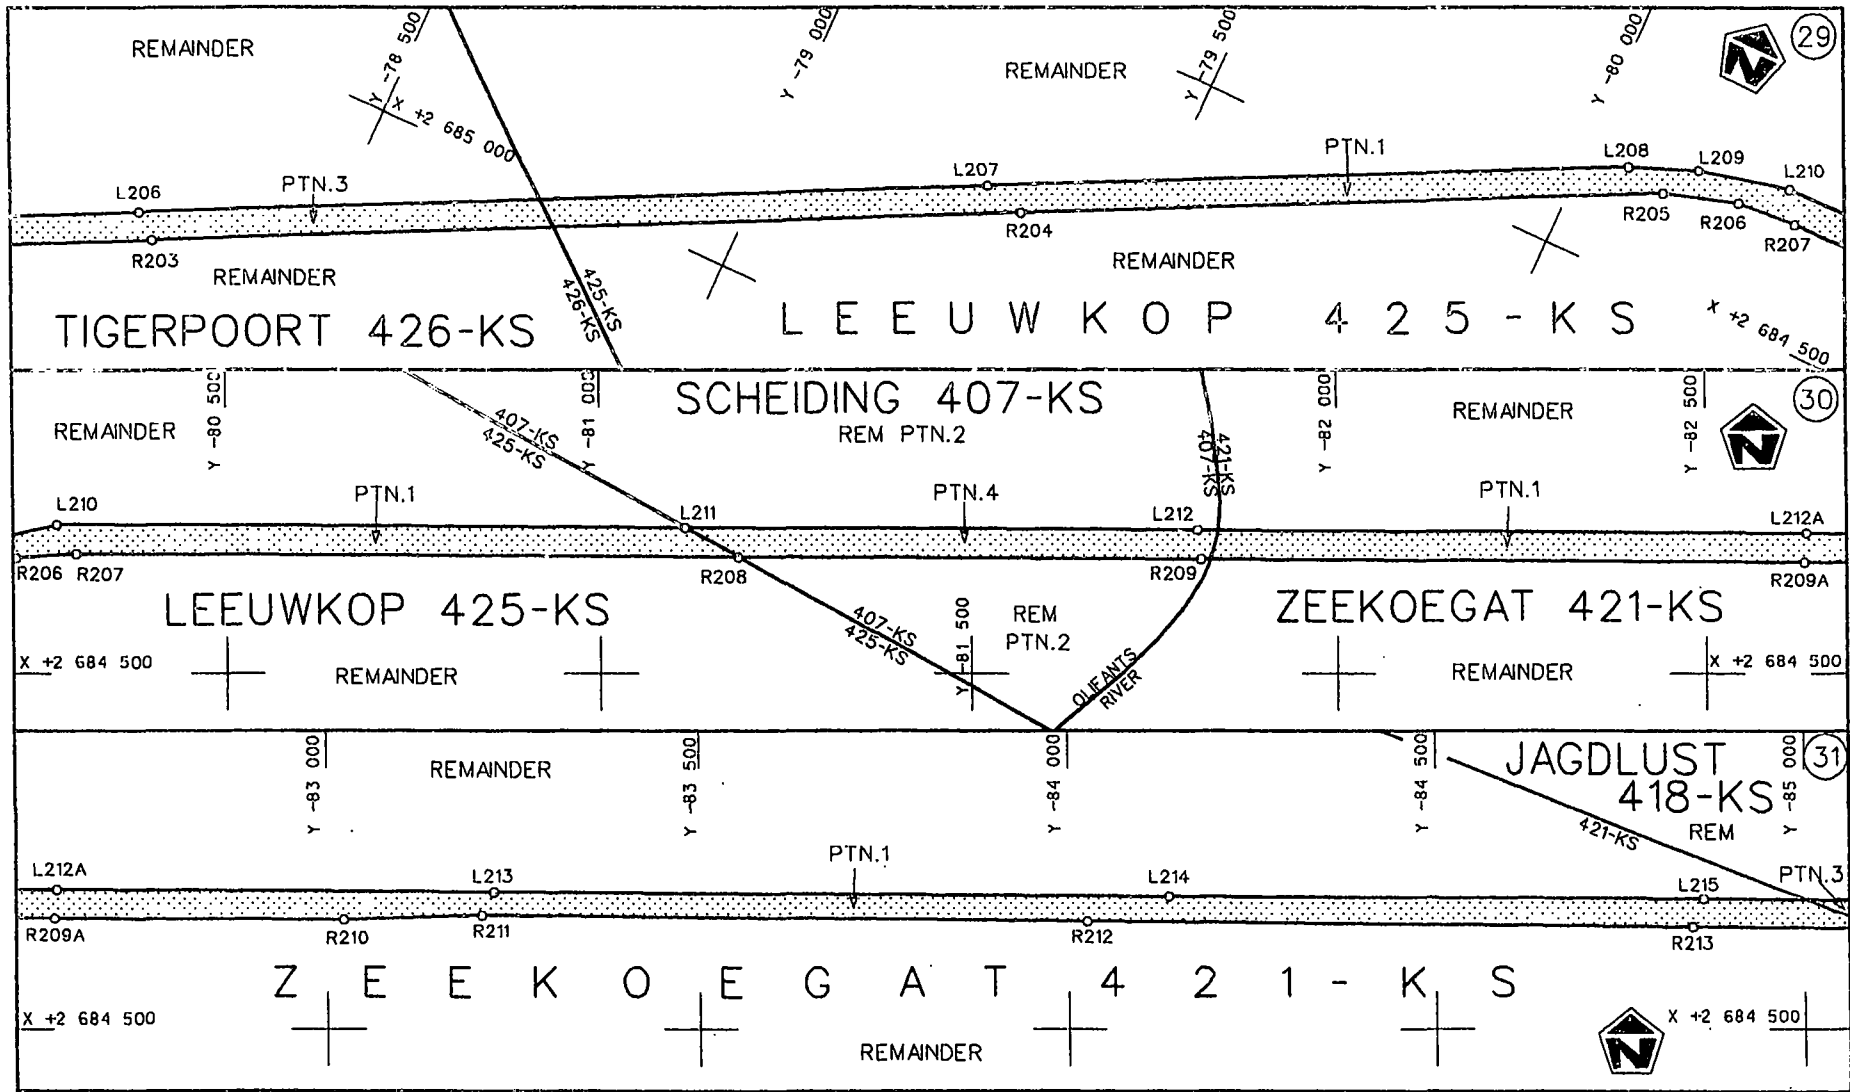 REMAINDER
Y -78 500
X +2 685 000
Y -79 000
REMAINDER
Y -79 500
Y -80 000
N
29
L206
PTN.3
L207
PTN.1
L208
L209
L210
R203
REMAINDER
R204
REMAINDER
R205
R206
R207
425-KS
426-KS
TIGERPOORT 426-KS
LEEUWKOP 425-KS
X +2 684 500
REMAINDER
Y -80 500
407-KS
425-KS
Y -81 000
SCHEIDING 407-KS
REM PTN.2
421-KS
407-KS
Y -82 000
REMAINDER
Y -82 500
N
30
L210
PTN.1
L211
PTN.4
L212
PTN.1
L212A
R206
R207
R208
R209
R209A
LEEUWKOP 425-KS
407-KS
425-KS
Y -81 500
REM
PTN.2
ZEEKOEGAT 421-KS
X +2 684 500
REMAINDER
OLIFANTS
RIVER
REMAINDER
X +2 684 500
Y -83 000
REMAINDER
Y -83 500
Y -84 000
Y -84 500
JAGDLUST
418-KS
REM
Y -85 000
31
421-KS
L212A
L213
PTN.1
L214
L215
PTN.3
R209A
R210
R211
R212
R213
ZEEKOEGAT 421-KS
X +2 684 500
REMAINDER
N
X +2 684 500